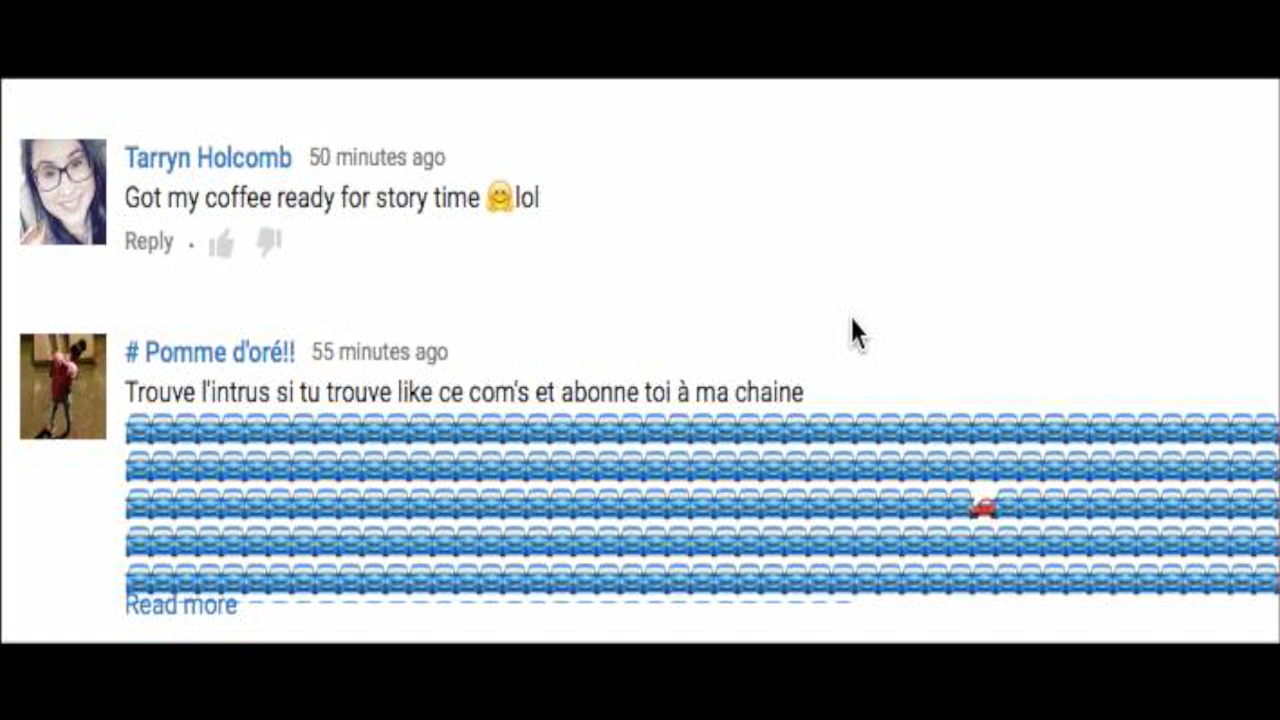 Tarryn Holcomb 50 minutes ago
Got my coffee ready for story time 🤗lol
Reply •
# Pomme d'oré!! 55 minutes ago
Trouve l'intrus si tu trouve like ce com's et abonne toi à ma chaine
Read more